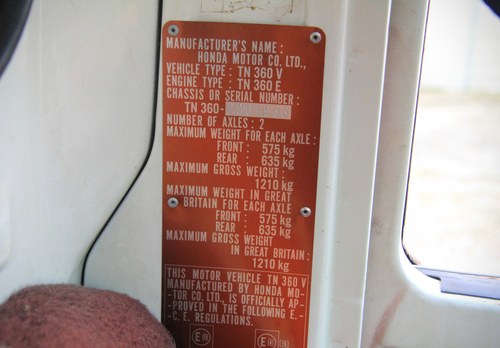 MANUFACTURER'S NAME :
HONDA MOTOR CO. LTD.,
VEHICLE TYPE : TN 360 V
ENGINE TYPE : TN 360 E
CHASSIS OR SERIAL NUMBER :
TN 360-
NUMBER OF AXLES : 2
MAXIMUM WEIGHT FOR EACH AXLE :
FRONT : 575 kg
REAR : 635 kg
MAXIMUM GROSS WEIGHT :
1210 kg
MAXIMUM WEIGHT IN GREAT
BRITAIN FOR EACH AXLE
FRONT : 575 kg
REAR : 635 kg
MAXIMUM GROSS WEIGHT
IN GREAT BRITAIN :
1210 kg
THIS MOTOR VEHICLE TN 360 V
MANUFACTURED BY HONDA MO-
TOR CO. LTD., IS OFFICIALLY AP-
PROVED IN THE FOLLOWING E.-
C. E. REGULATIONS.
E E